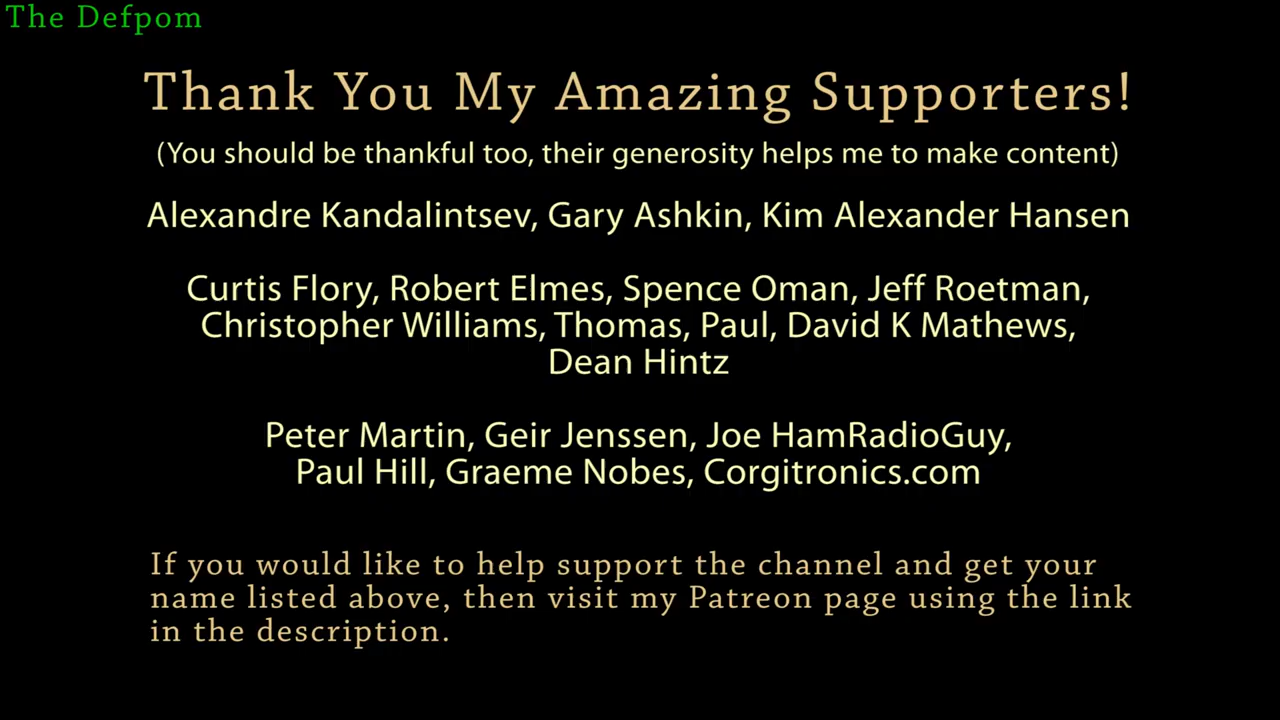 The Defpom
Thank You My Amazing Supporters!
(You should be thankful too, their generosity helps me to make content)
Alexandre Kandalintsev, Gary Ashkin, Kim Alexander Hansen
Curtis Flory, Robert Elmes, Spence Oman, Jeff Roetman,
Christopher Williams, Thomas, Paul, David K Mathews,
Dean Hintz
Peter Martin, Geir Jenssen, Joe HamRadioGuy,
Paul Hill, Graeme Nobes, Corgitronics.com
If you would like to help support the channel and get your
name listed above, then visit my Patreon page using the link
in the description.